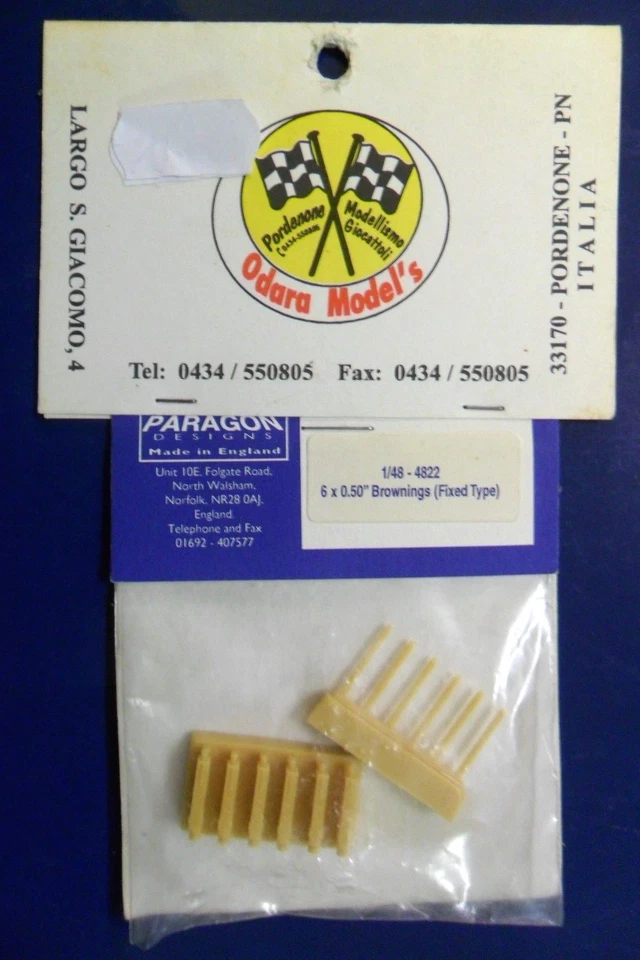 LARGO S. GIACOMO, 4
Pordenone
Modellismo
Giocattoli
Odara Model's
33170 - PORDENONE - PN
ITALIA
Tel: 0434 / 550805 Fax: 0434 / 550805
PARAGON
DESIGNS
Made in England
Unit 10E, Folgate Road,
North Walsham,
Norfolk, NR28 0AJ,
England.
Telephone and Fax
01692 - 407577
1/48 - 4822
6 x 0.50" Brownings (Fixed Type)